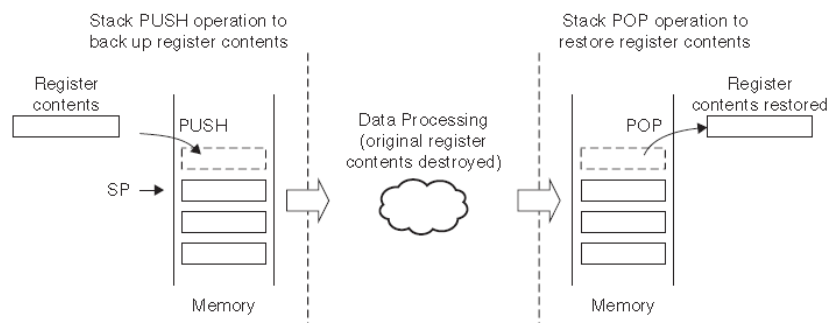 Stack PUSH operation to
back up register contents
Stack POP operation to
restore register contents
Register
contents
PUSH
SP
Memory
Data Processing
(original register
contents destroyed)
POP
Register
contents restored
Memory